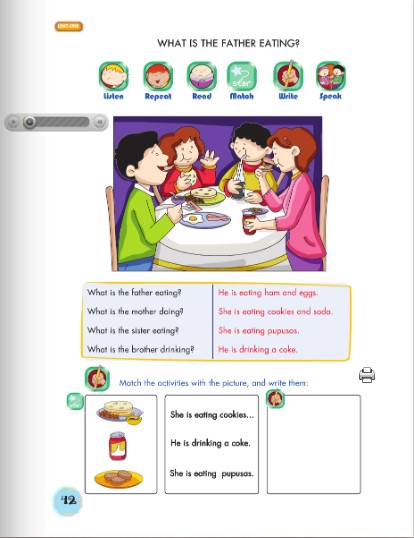 UNIT ONE
WHAT IS THE FATHER EATING?
Listen Repeat Read Match Write Speak
star
What is the father eating? He is eating ham and eggs.
What is the mother doing? She is eating cookies and soda.
What is the sister eating? She is eating pupusas.
What is the brother drinking? He is drinking a coke.
Match the activities with the picture, and write them:
She is eating cookies...
He is drinking a coke.
She is eating pupusas.
42